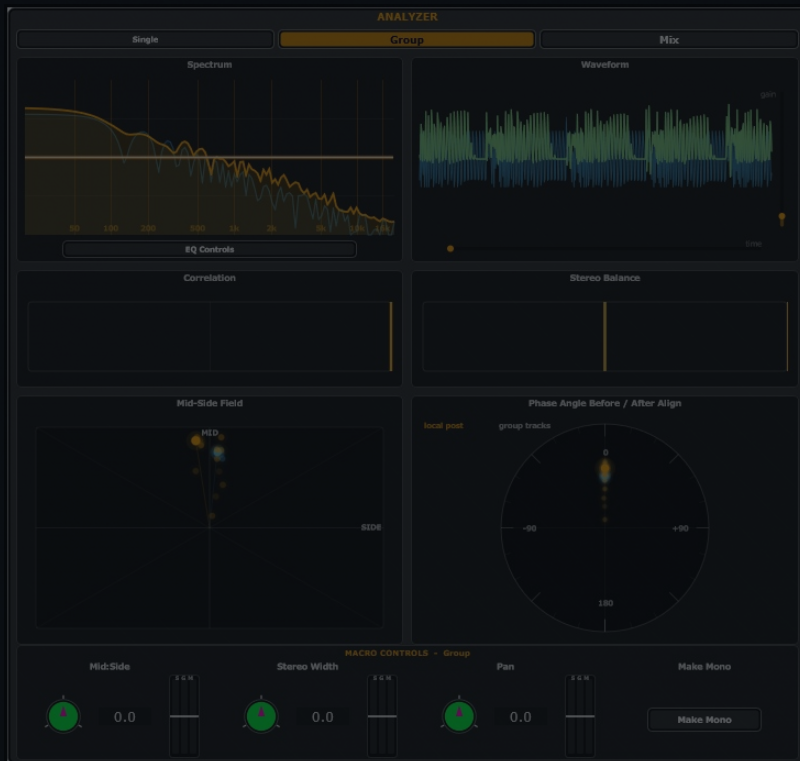 ANALYZER
Single Group Mix
Spectrum Waveform
gain
50 100 200 500 1k 2k 5k 10k
time
EQ Controls
Correlation Stereo Balance
Mid-Side Field Phase Angle Before / After Align
local post group tracks
MID
0
SIDE -90 +90
180
MACRO CONTROLS - Group
Mid:Side Stereo Width Pan Make Mono
S G M S G M S G M
0.0 0.0 0.0 Make Mono